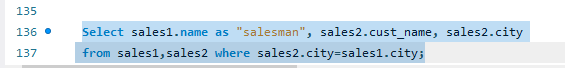 135
136 Select sales1.name as "salesman", sales2.cust_name, sales2.city
137 from sales1,sales2 where sales2.city=sales1.city;